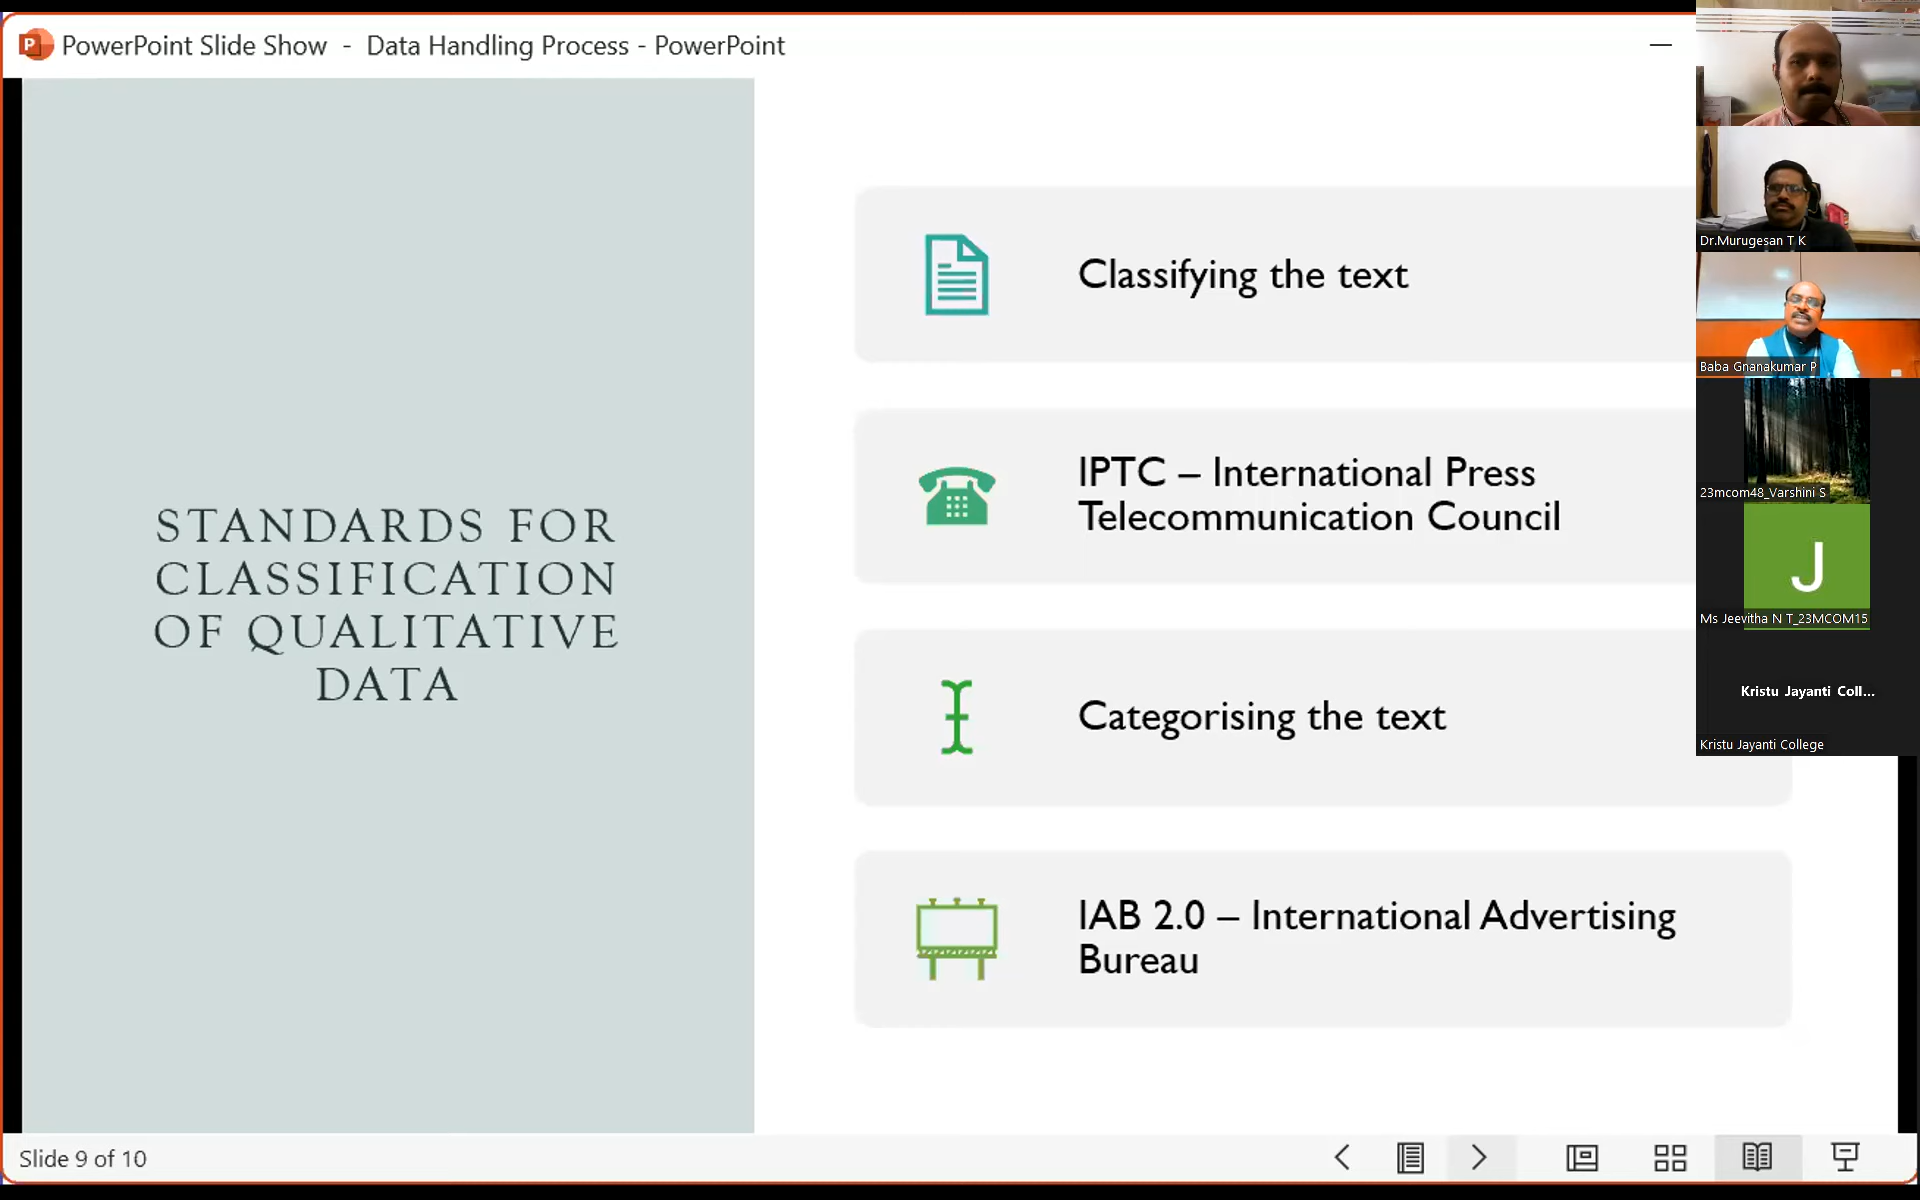 PowerPoint Slide Show - Data Handling Process - PowerPoint
STANDARDS FOR
CLASSIFICATION
OF QUALITATIVE
DATA
Classifying the text
IPTC – International Press
Telecommunication Council
Categorising the text
IAB 2.0 – International Advertising
Bureau
Dr.Murugesan T K
Baba Gnanakumar P
23mcom48_Varshini S
J
Ms Jeevitha N T_23MCOM15
Kristu Jayanti Coll...
Kristu Jayanti College
Slide 9 of 10